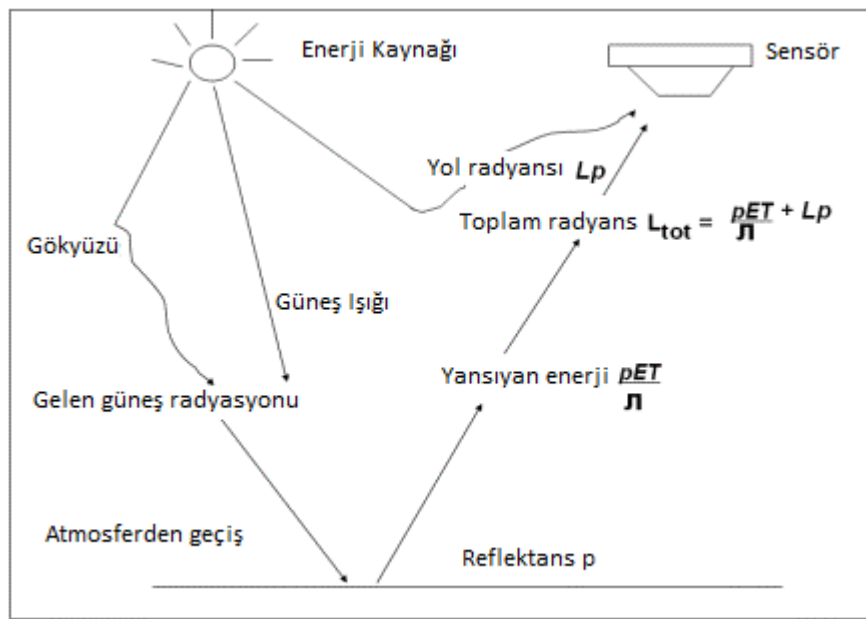 Enerji Kaynağı
Sensör
Yol radyansı Lp
Toplam radyans Ltot = pET/Л + Lp
Gökyüzü
Güneş Işığı
Yansıyan enerji pET/Л
Gelen güneş radyasyonu
Atmosferden geçiş
Reflektans p